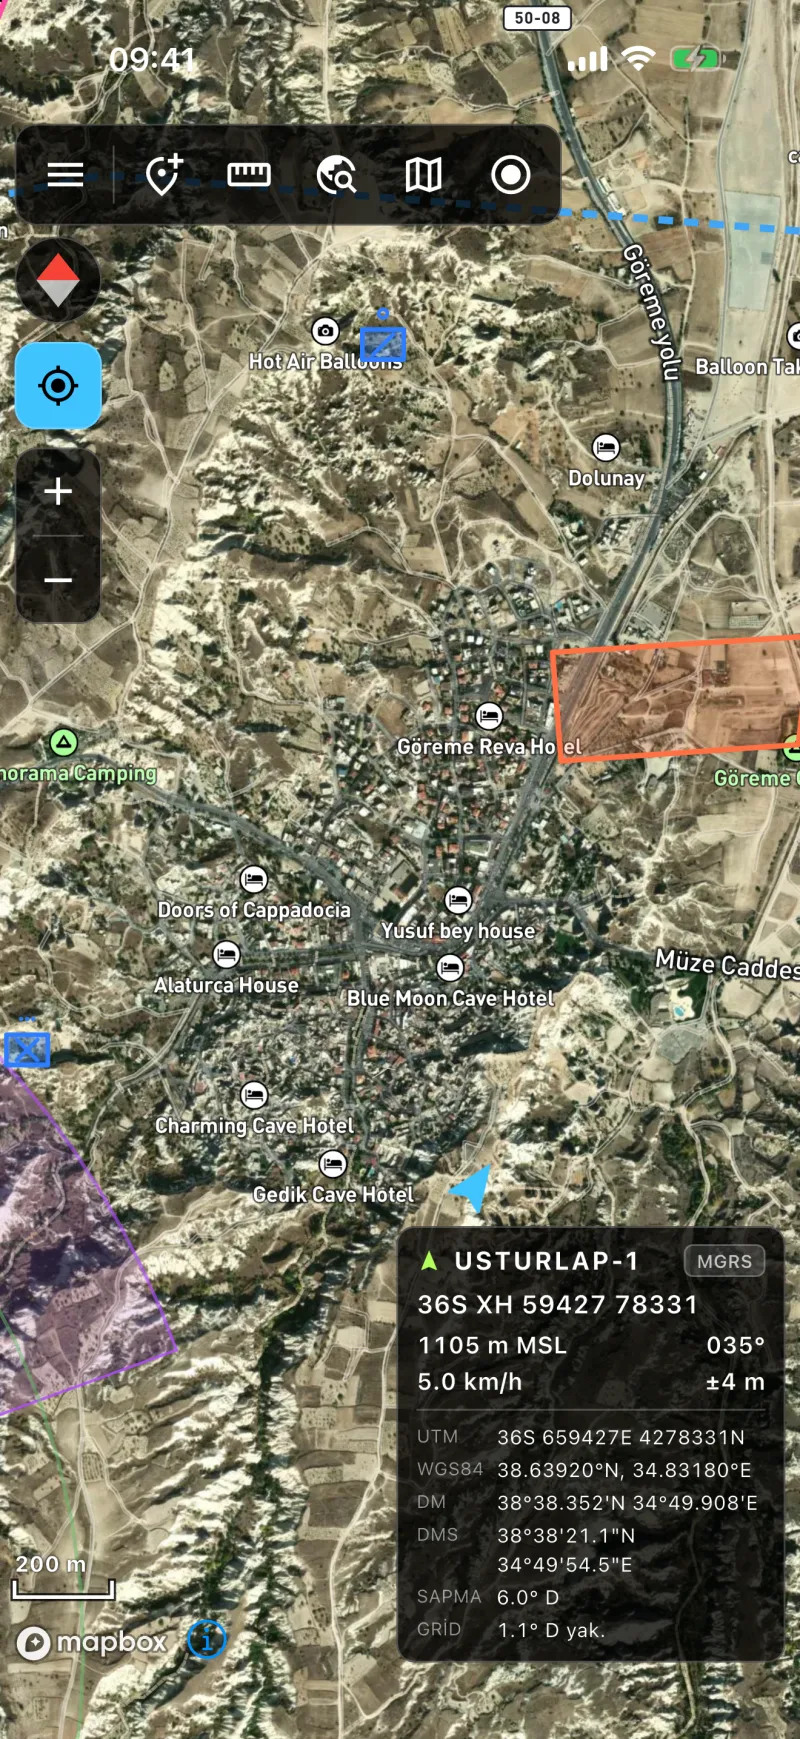 50-08
09:41
Göreme yolu
Hot Air Balloons
Balloon Tak
Dolunay
Göreme Reva Hotel
norama Camping
Göreme
Doors of Cappadocia
Yusuf bey house
Müze Caddes
Alaturca House
Blue Moon Cave Hotel
Charming Cave Hotel
Gedik Cave Hotel
USTURLAP-1 MGRS
36S XH 59427 78331
1105 m MSL 035°
5.0 km/h ±4 m
UTM 36S 659427E 4278331N
WGS84 38.63920°N, 34.83180°E
DM 38°38.352'N 34°49.908'E
DMS 38°38'21.1"N
34°49'54.5"E
SAPMA 6.0° D
GRİD 1.1° D yak.
200 m
mapbox